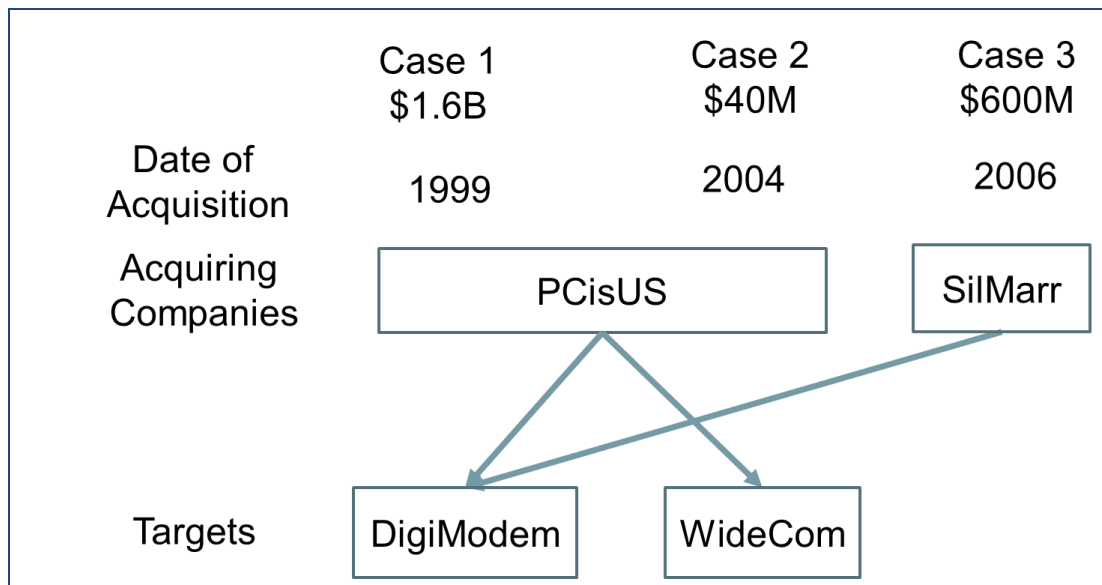 Case 1
$1.6B
Case 2
$40M
Case 3
$600M
Date of
Acquisition
1999
2004
2006
Acquiring
Companies
PCisUS
SilMarr
Targets
DigiModem
WideCom